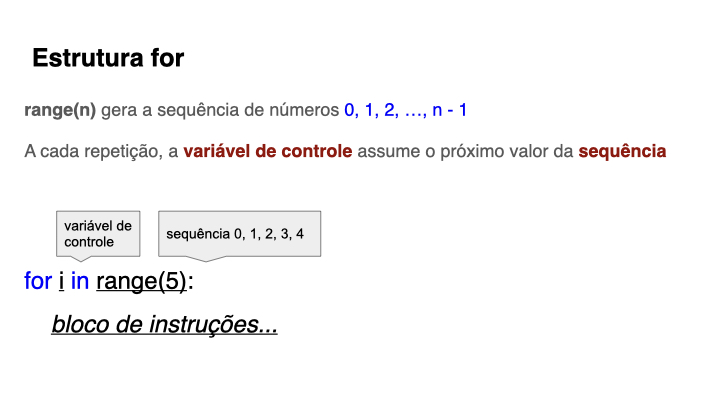 Estrutura for
range(n) gera a sequência de números 0, 1, 2, …, n - 1
A cada repetição, a variável de controle assume o próximo valor da sequência
variável de
controle
sequência 0, 1, 2, 3, 4
for i in range(5):
bloco de instruções...